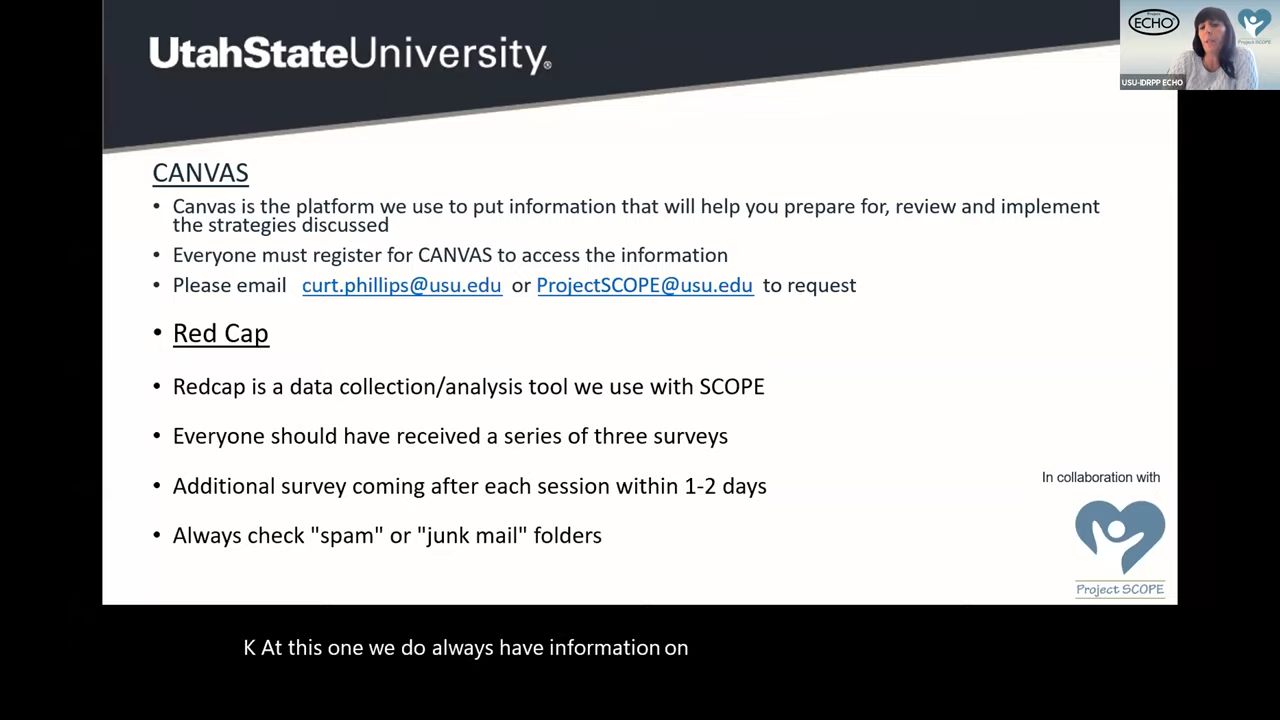 UtahStateUniversity®
Project
ECHO®
Project SCOPE
USU-IDRPP ECHO
CANVAS
• Canvas is the platform we use to put information that will help you prepare for, review and implement
the strategies discussed
• Everyone must register for CANVAS to access the information
• Please email curt.phillips@usu.edu or ProjectSCOPE@usu.edu to request
• Red Cap
• Redcap is a data collection/analysis tool we use with SCOPE
• Everyone should have received a series of three surveys
• Additional survey coming after each session within 1-2 days
• Always check "spam" or "junk mail" folders
In collaboration with
Project SCOPE
K At this one we do always have information on